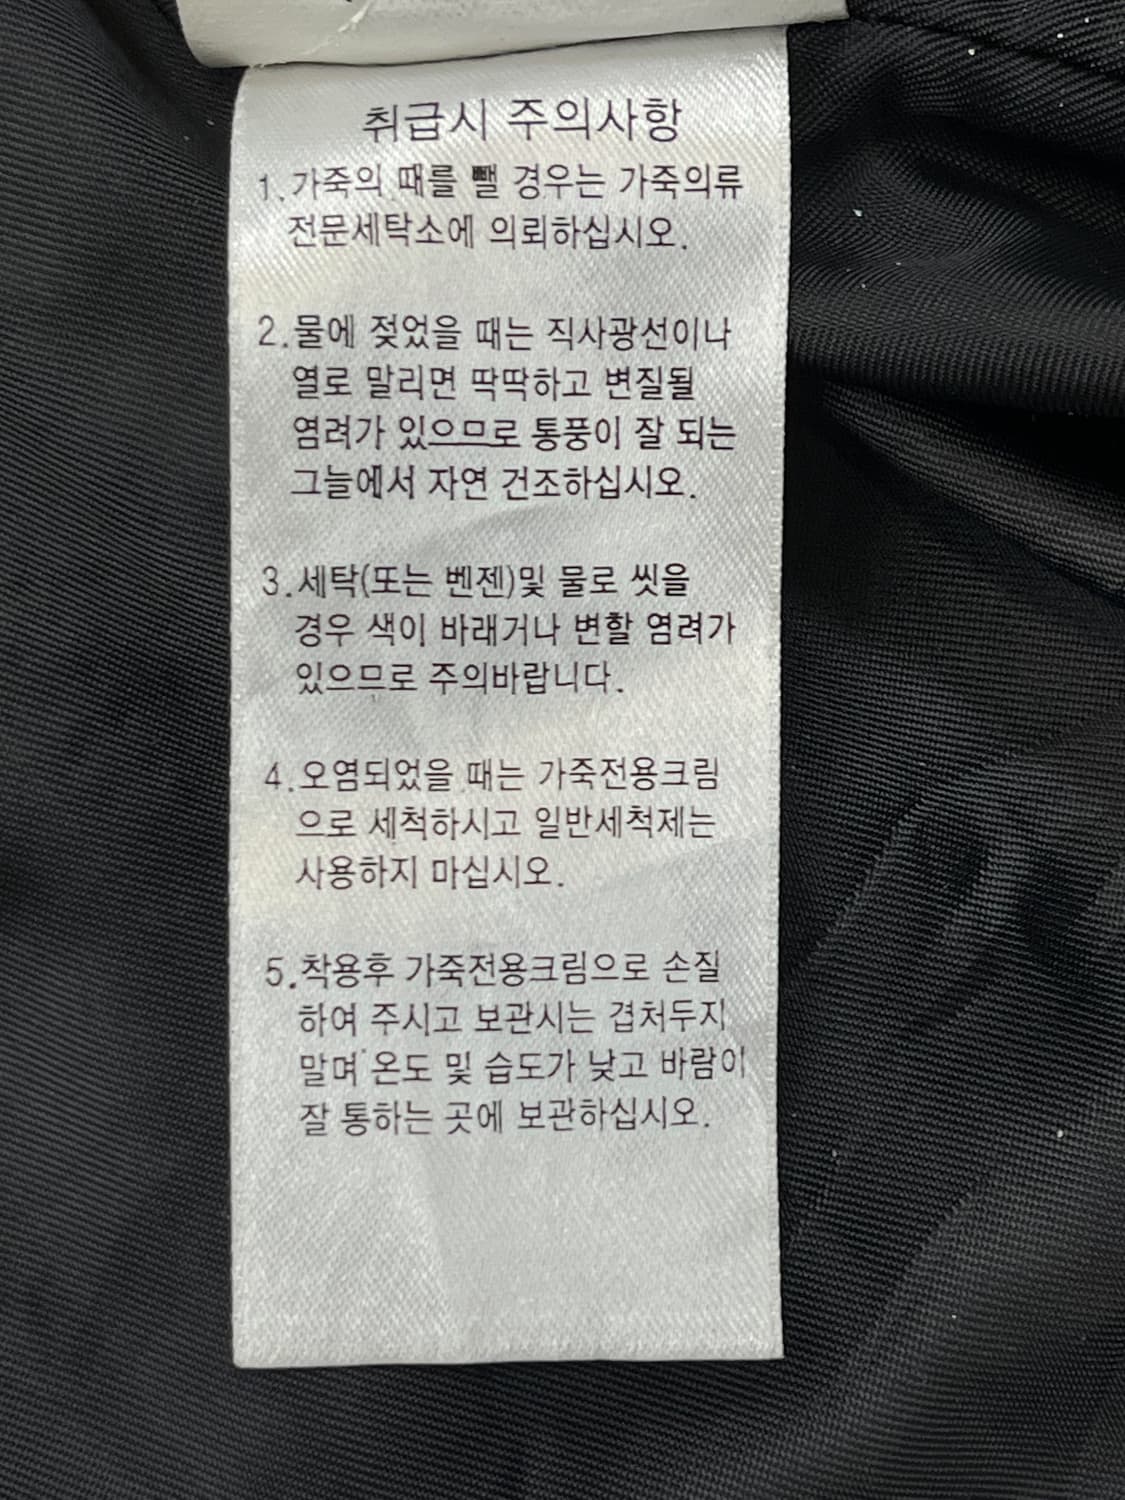 취급시 주의사항
1.가죽의 때를 뺄 경우는 가죽의류
전문세탁소에 의뢰하십시오.
2.물에 젖었을 때는 직사광선이나
열로 말리면 딱딱하고 변질될
염려가 있으므로 통풍이 잘 되는
그늘에서 자연 건조하십시오.
3.세탁(또는 벤젠)및 물로 씻을
경우 색이 바래거나 변할 염려가
있으므로 주의바랍니다.
4.오염되었을 때는 가죽전용크림
으로 세척하시고 일반세척제는
사용하지 마십시오.
5.착용후 가죽전용크림으로 손질
하여 주시고 보관시는 겹쳐두지
말며 온도 및 습도가 낮고 바람이
잘 통하는 곳에 보관하십시오.